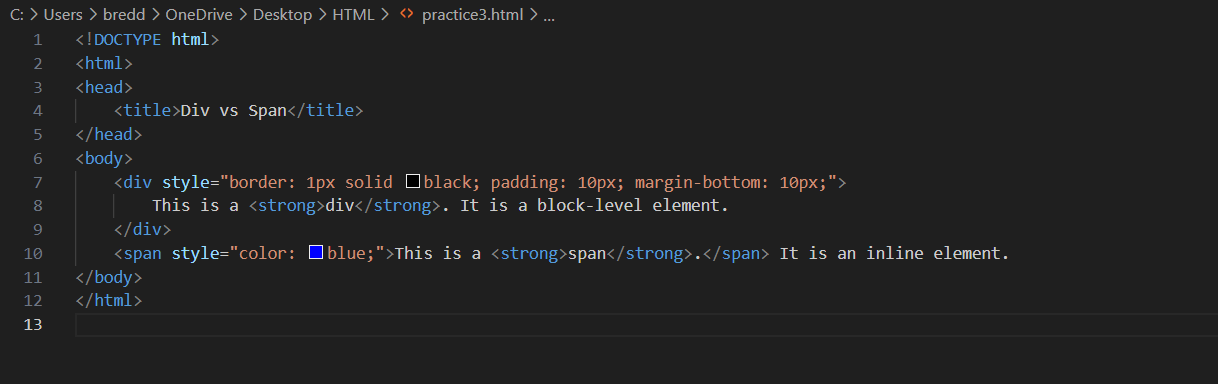 C: > Users > bredd > OneDrive > Desktop > HTML > <> practice3.html > ...
1 <!DOCTYPE html>
2 <html>
3 <head>
4     <title>Div vs Span</title>
5 </head>
6 <body>
7     <div style="border: 1px solid black; padding: 10px; margin-bottom: 10px;">
8         This is a <strong>div</strong>. It is a block-level element.
9     </div>
10     <span style="color: blue;">This is a <strong>span</strong>.</span> It is an inline element.
11 </body>
12 </html>
13